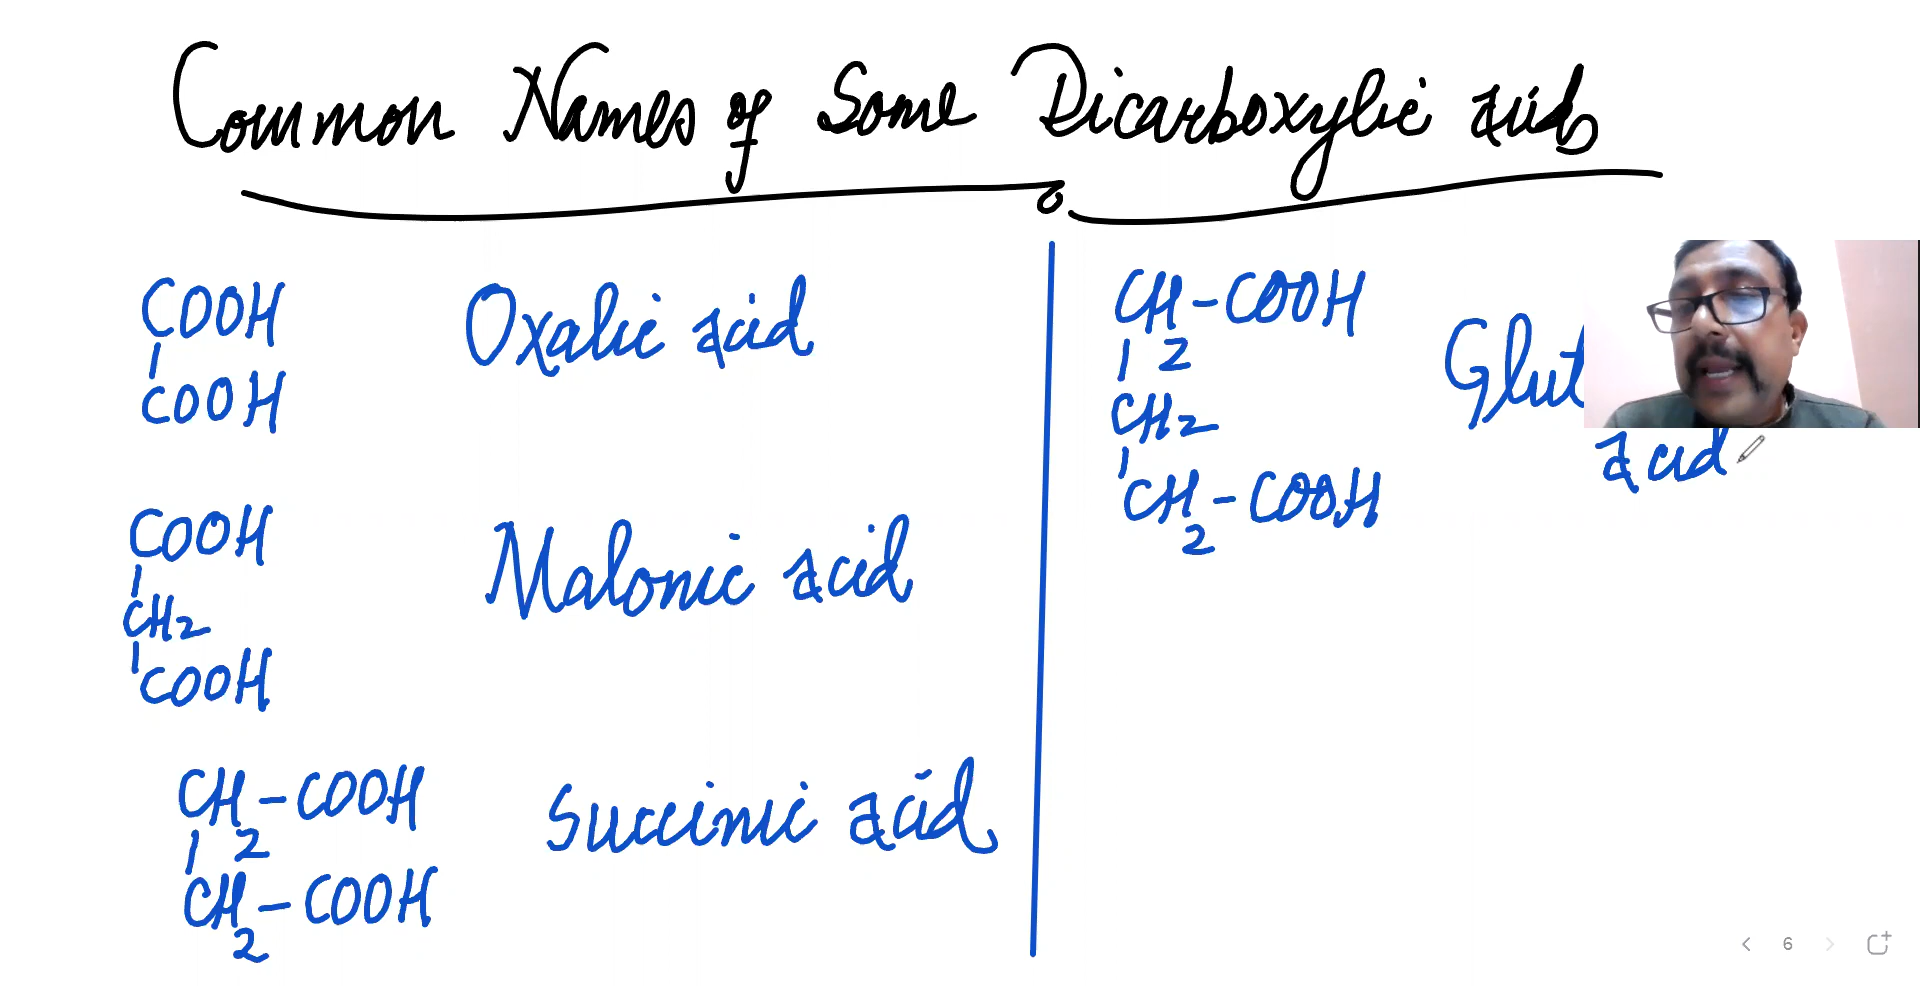 Common Names of Some Dicarboxylic acids
COOH
Oxalic acid
COOH
COOH
CH2
Malonic acid
COOH
CH2-COOH
Succinic acid
CH2-COOH
CH2-COOH
Glut
CH2
acid
CH2-COOH
6